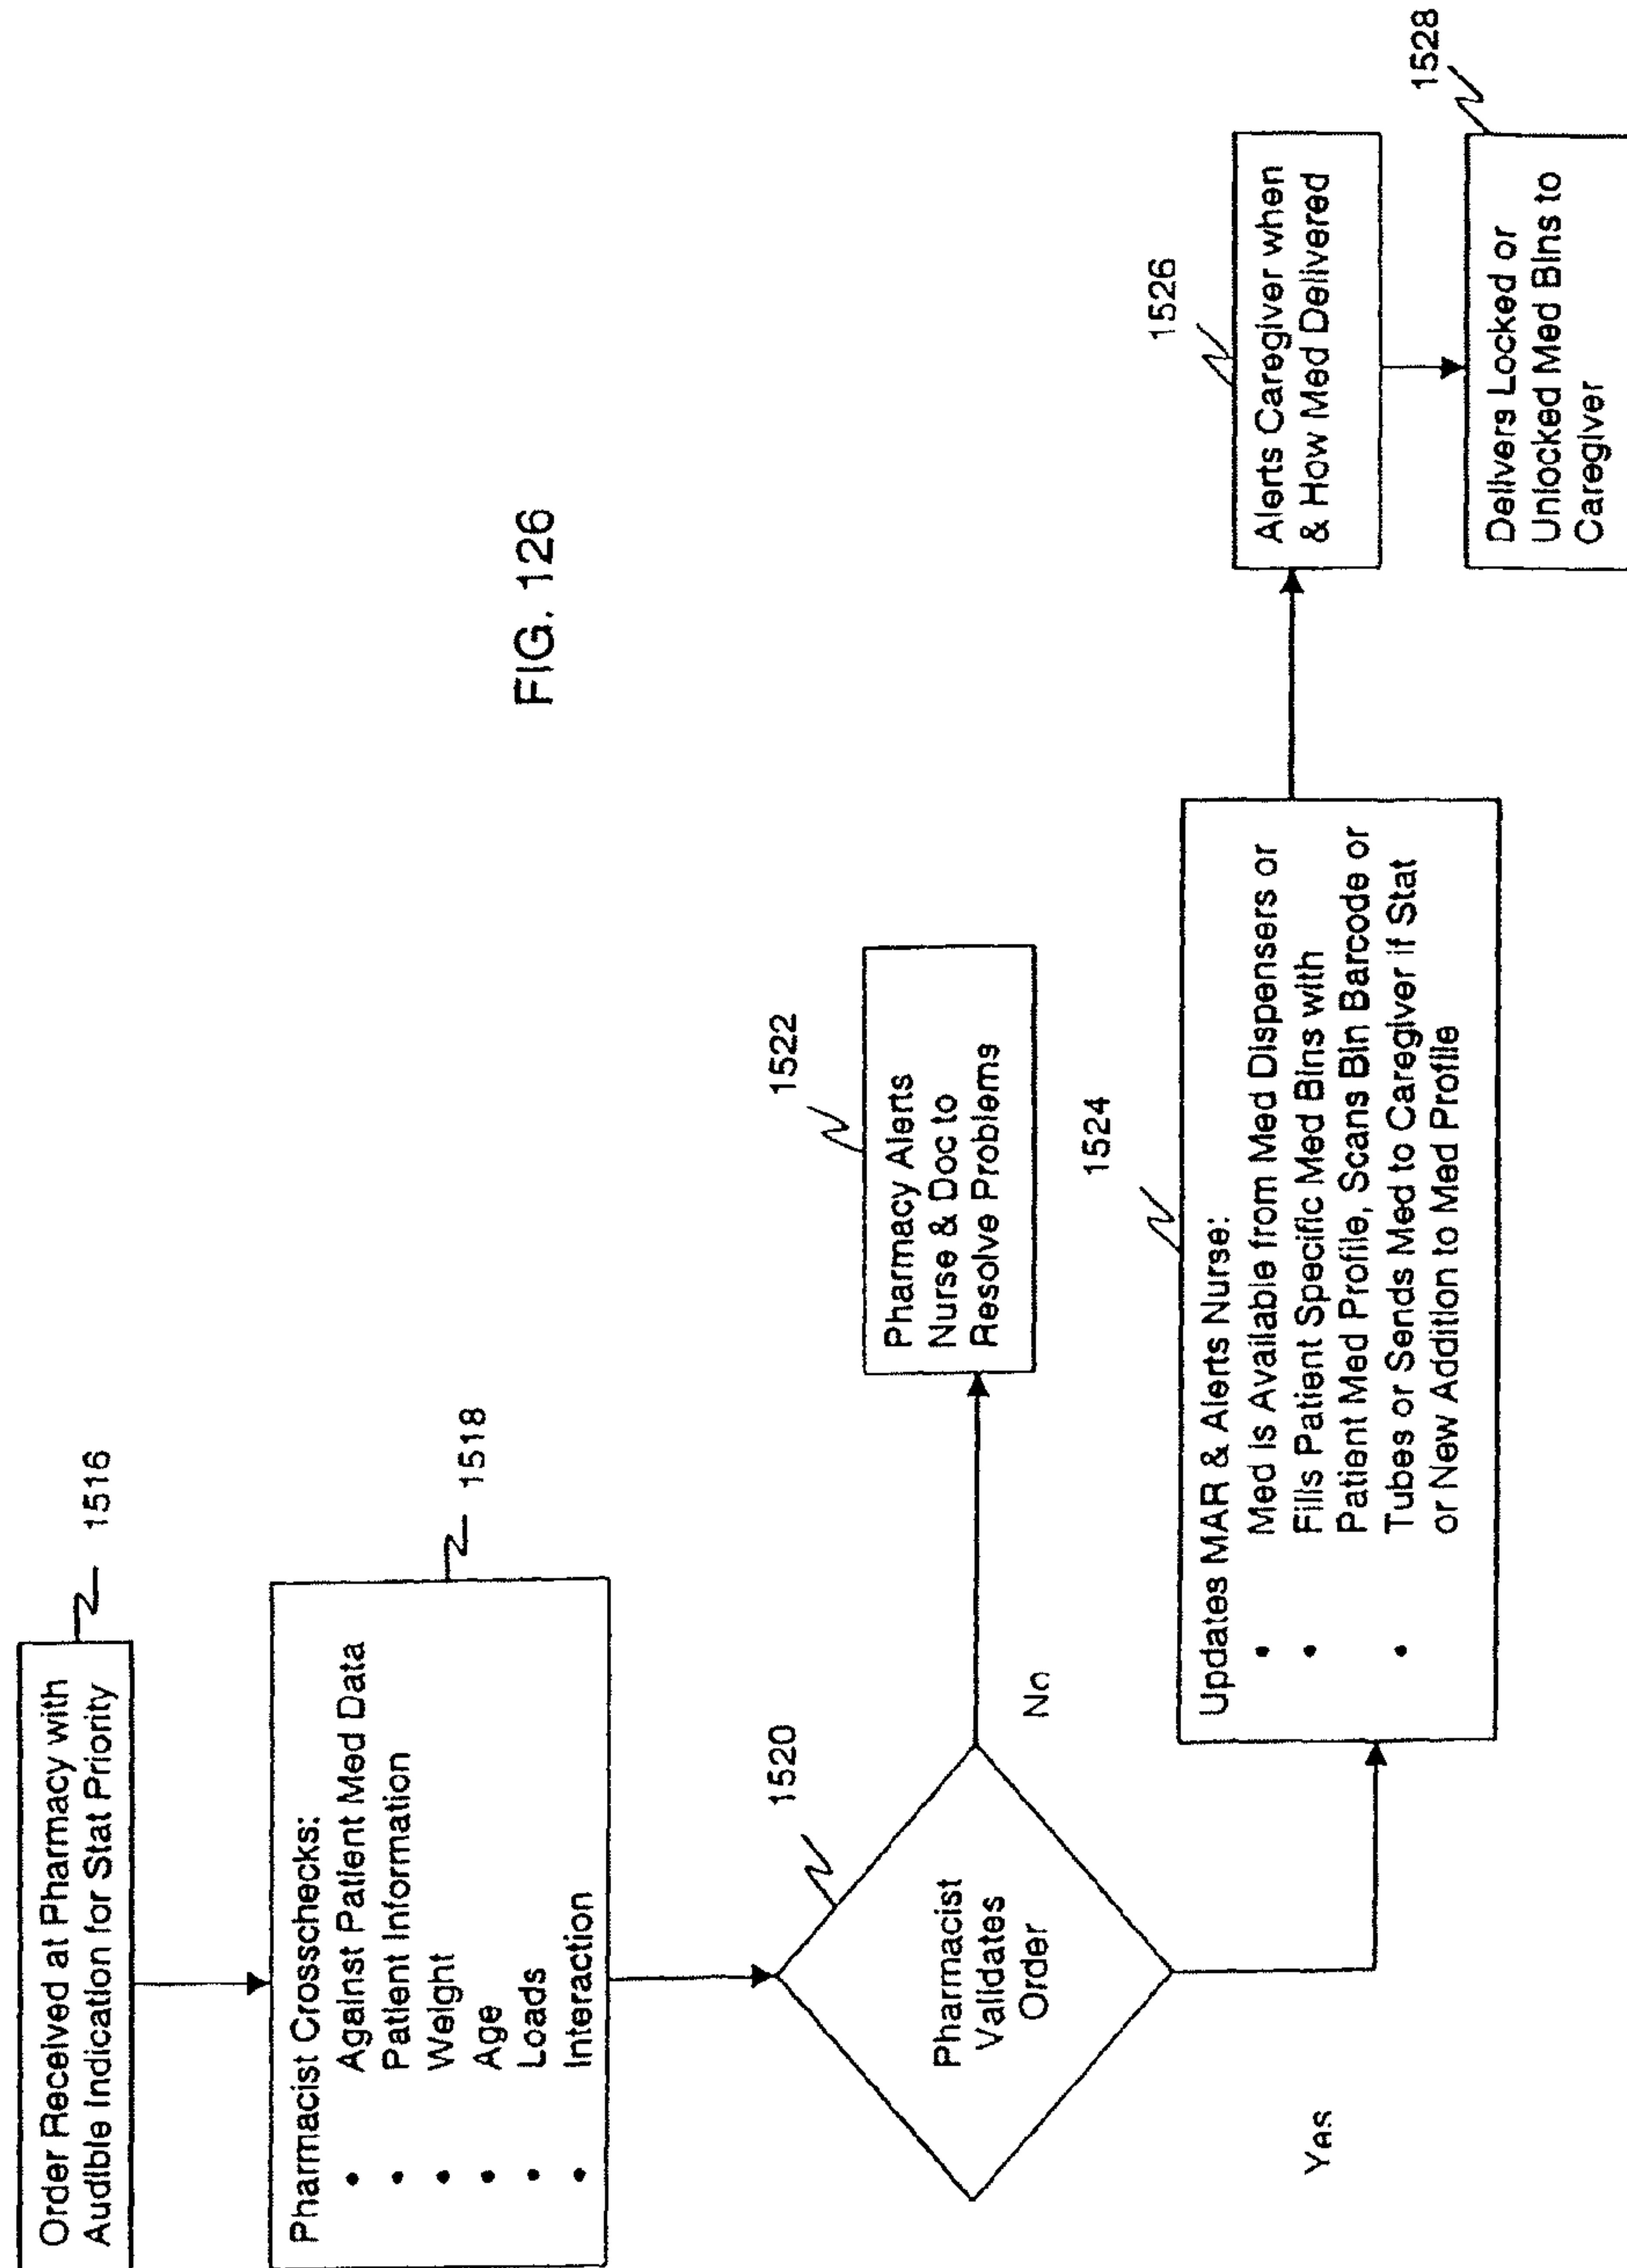 Order Received at Pharmacy with
Audible Indication for Stat Priority
1516
Pharmacist Crosschecks:
• Against Patient Med Data
• Patient Information
• Weight
• Age
• Loads
• Interaction
1518
FIG. 126
Pharmacist
Validates
Order
1520
No
Pharmacy Alerts
Nurse & Doc to
Resolve Problems
1522
Yes
Updates MAR & Alerts Nurse:
• Med is Available from Med Dispensers or
• Fills Patient Specific Med Bins with
Patient Med Profile, Scans Bin Barcode or
• Tubes or Sends Med to Caregiver if Stat
or New Addition to Med Profile
1524
Alerts Caregiver when
& How Med Delivered
1526
Delivers Locked or
Unlocked Med Bins to
Caregiver
1528